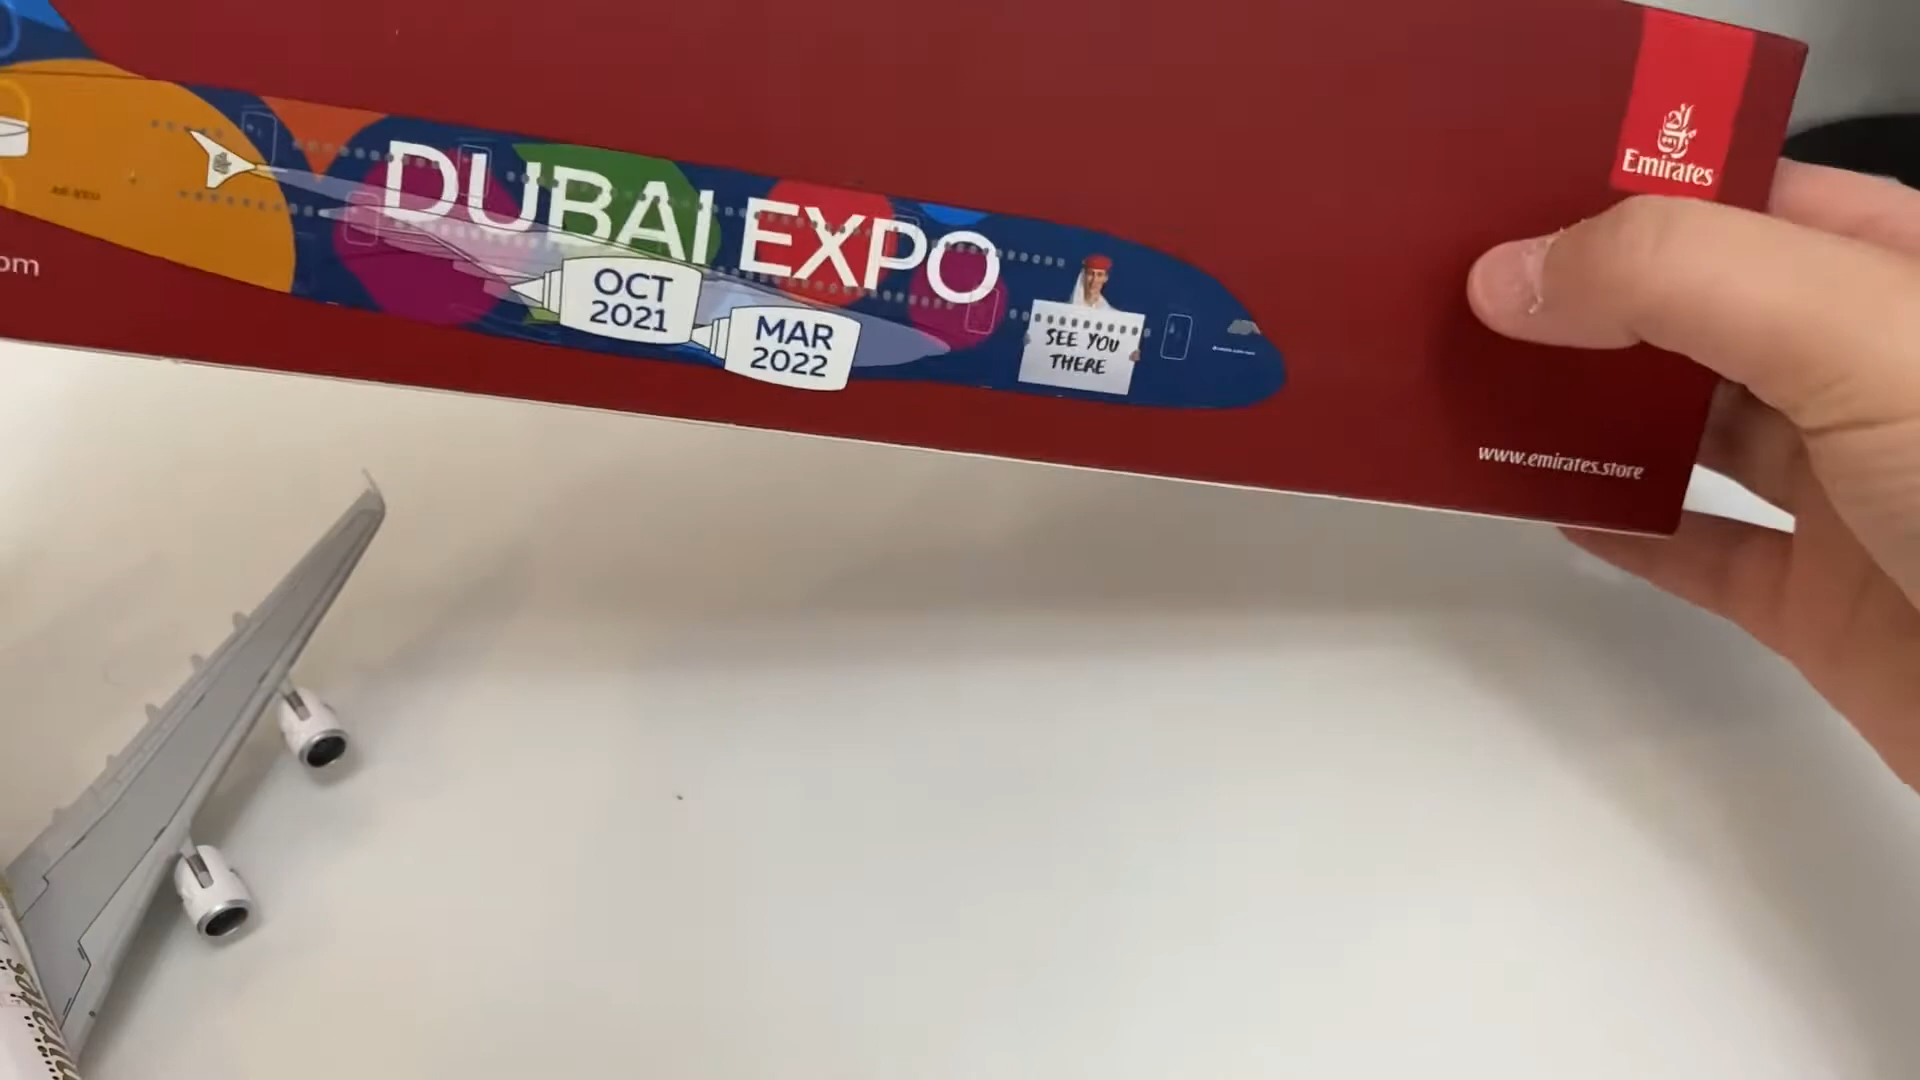 DUBAI EXPO
OCT
2021
MAR
2022
SEE YOU
THERE
Emirates
www.emirates.store
om